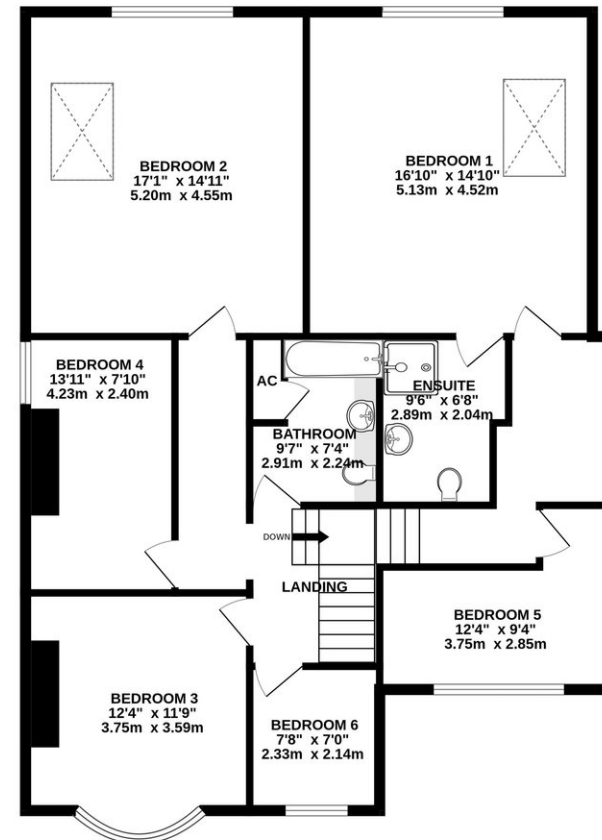 BEDROOM 2
17'1" x 14'11"
5.20m x 4.55m
BEDROOM 1
16'10" x 14'10"
5.13m x 4.52m
BEDROOM 4
13'11" x 7'10"
4.23m x 2.40m
AC
ENSUITE
9'6" x 6'8"
2.89m x 2.04m
BATHROOM
9'7" x 7'4"
2.91m x 2.24m
DOWN
LANDING
BEDROOM 5
12'4" x 9'4"
3.75m x 2.85m
BEDROOM 3
12'4" x 11'9"
3.75m x 3.59m
BEDROOM 6
7'8" x 7'0"
2.33m x 2.14m